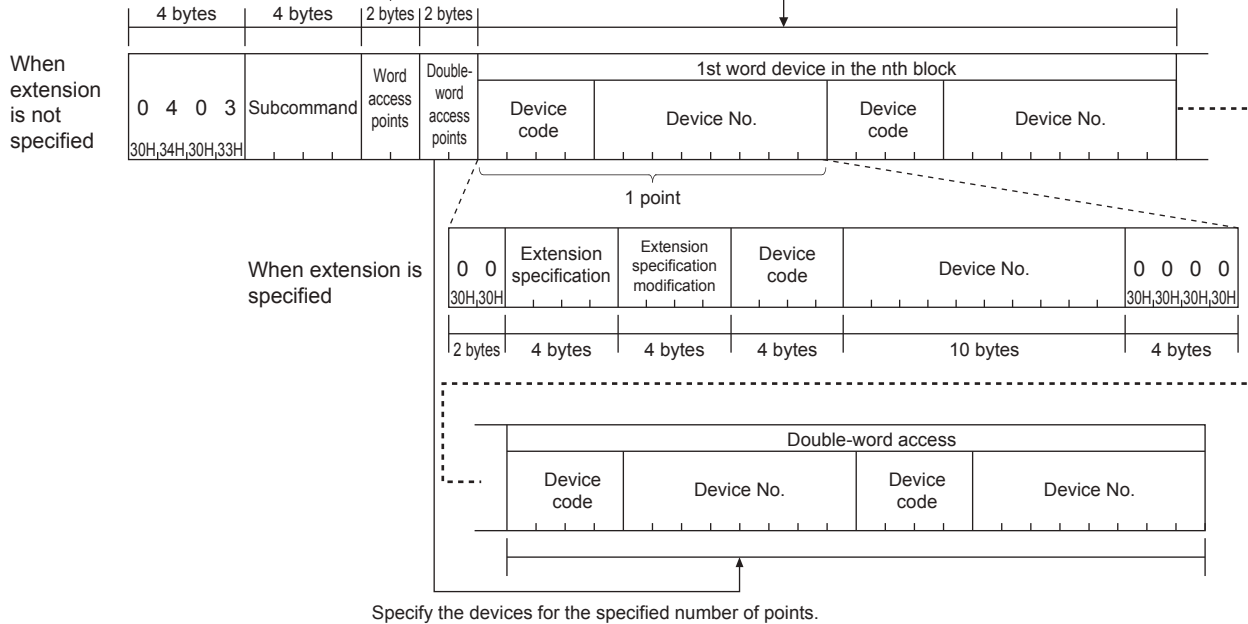 4 bytes 4 bytes 2 bytes 2 bytes
When extension is not specified
0 4 0 3
30H,34H,30H,33H
Subcommand
Word access points
Double-word access points
1st word device in the nth block
Device code
Device No.
Device code
Device No.
1 point
When extension is specified
0 0
30H,30H
Extension specification
Extension specification modification
Device code
Device No.
0 0 0 0
30H,30H,30H,30H
2 bytes 4 bytes 4 bytes 4 bytes 10 bytes 4 bytes
Double-word access
Device code
Device No.
Device code
Device No.
Specify the devices for the specified number of points.